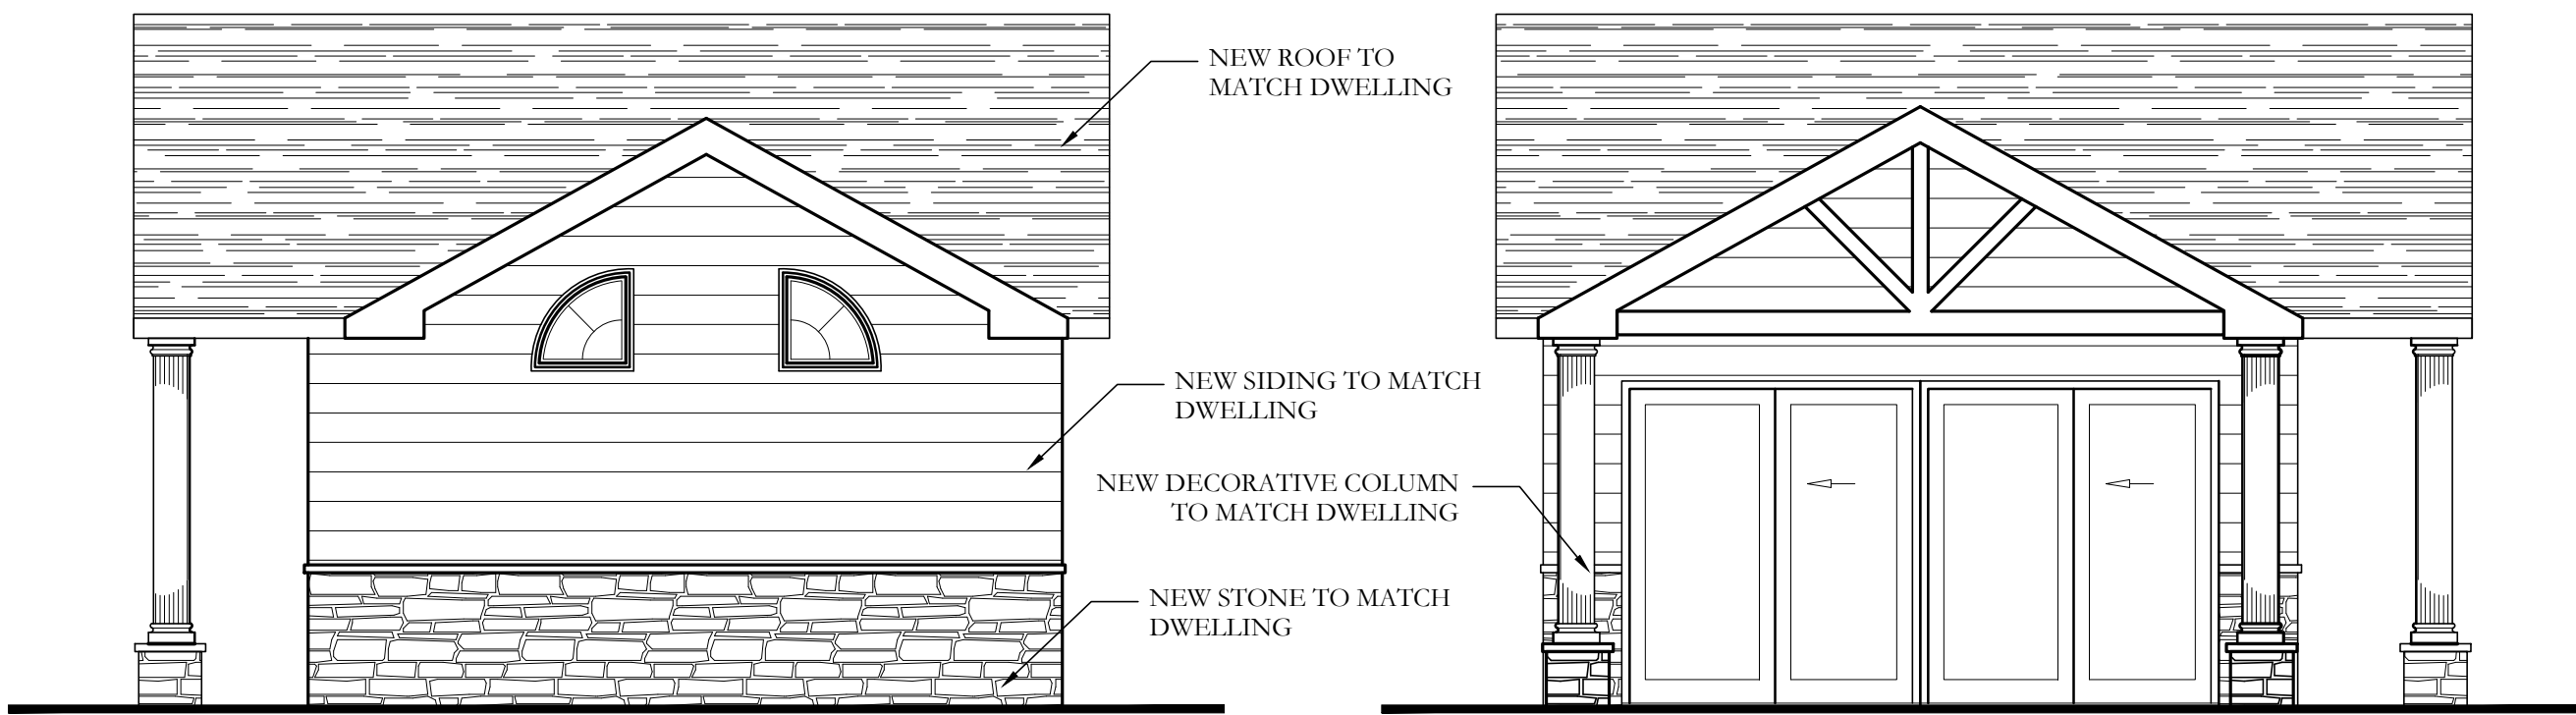 NEW ROOF TO
MATCH DWELLING
NEW SIDING TO MATCH
DWELLING
NEW DECORATIVE COLUMN
TO MATCH DWELLING
NEW STONE TO MATCH
DWELLING